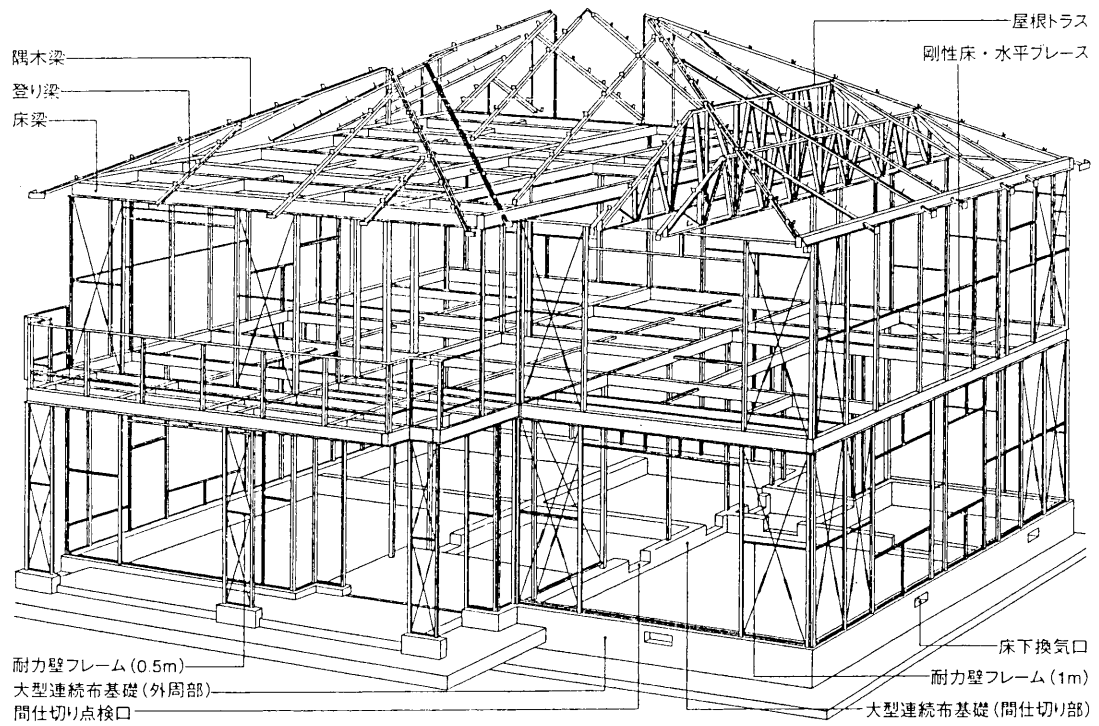 屋根トラス
剛性床・水平ブレース
隅木梁
登り梁
床梁
耐力壁フレーム(0.5m)
大型連続布基礎(外周部)
間仕切り点検口
床下換気口
耐力壁フレーム(1m)
大型連続布基礎(間仕切り部)